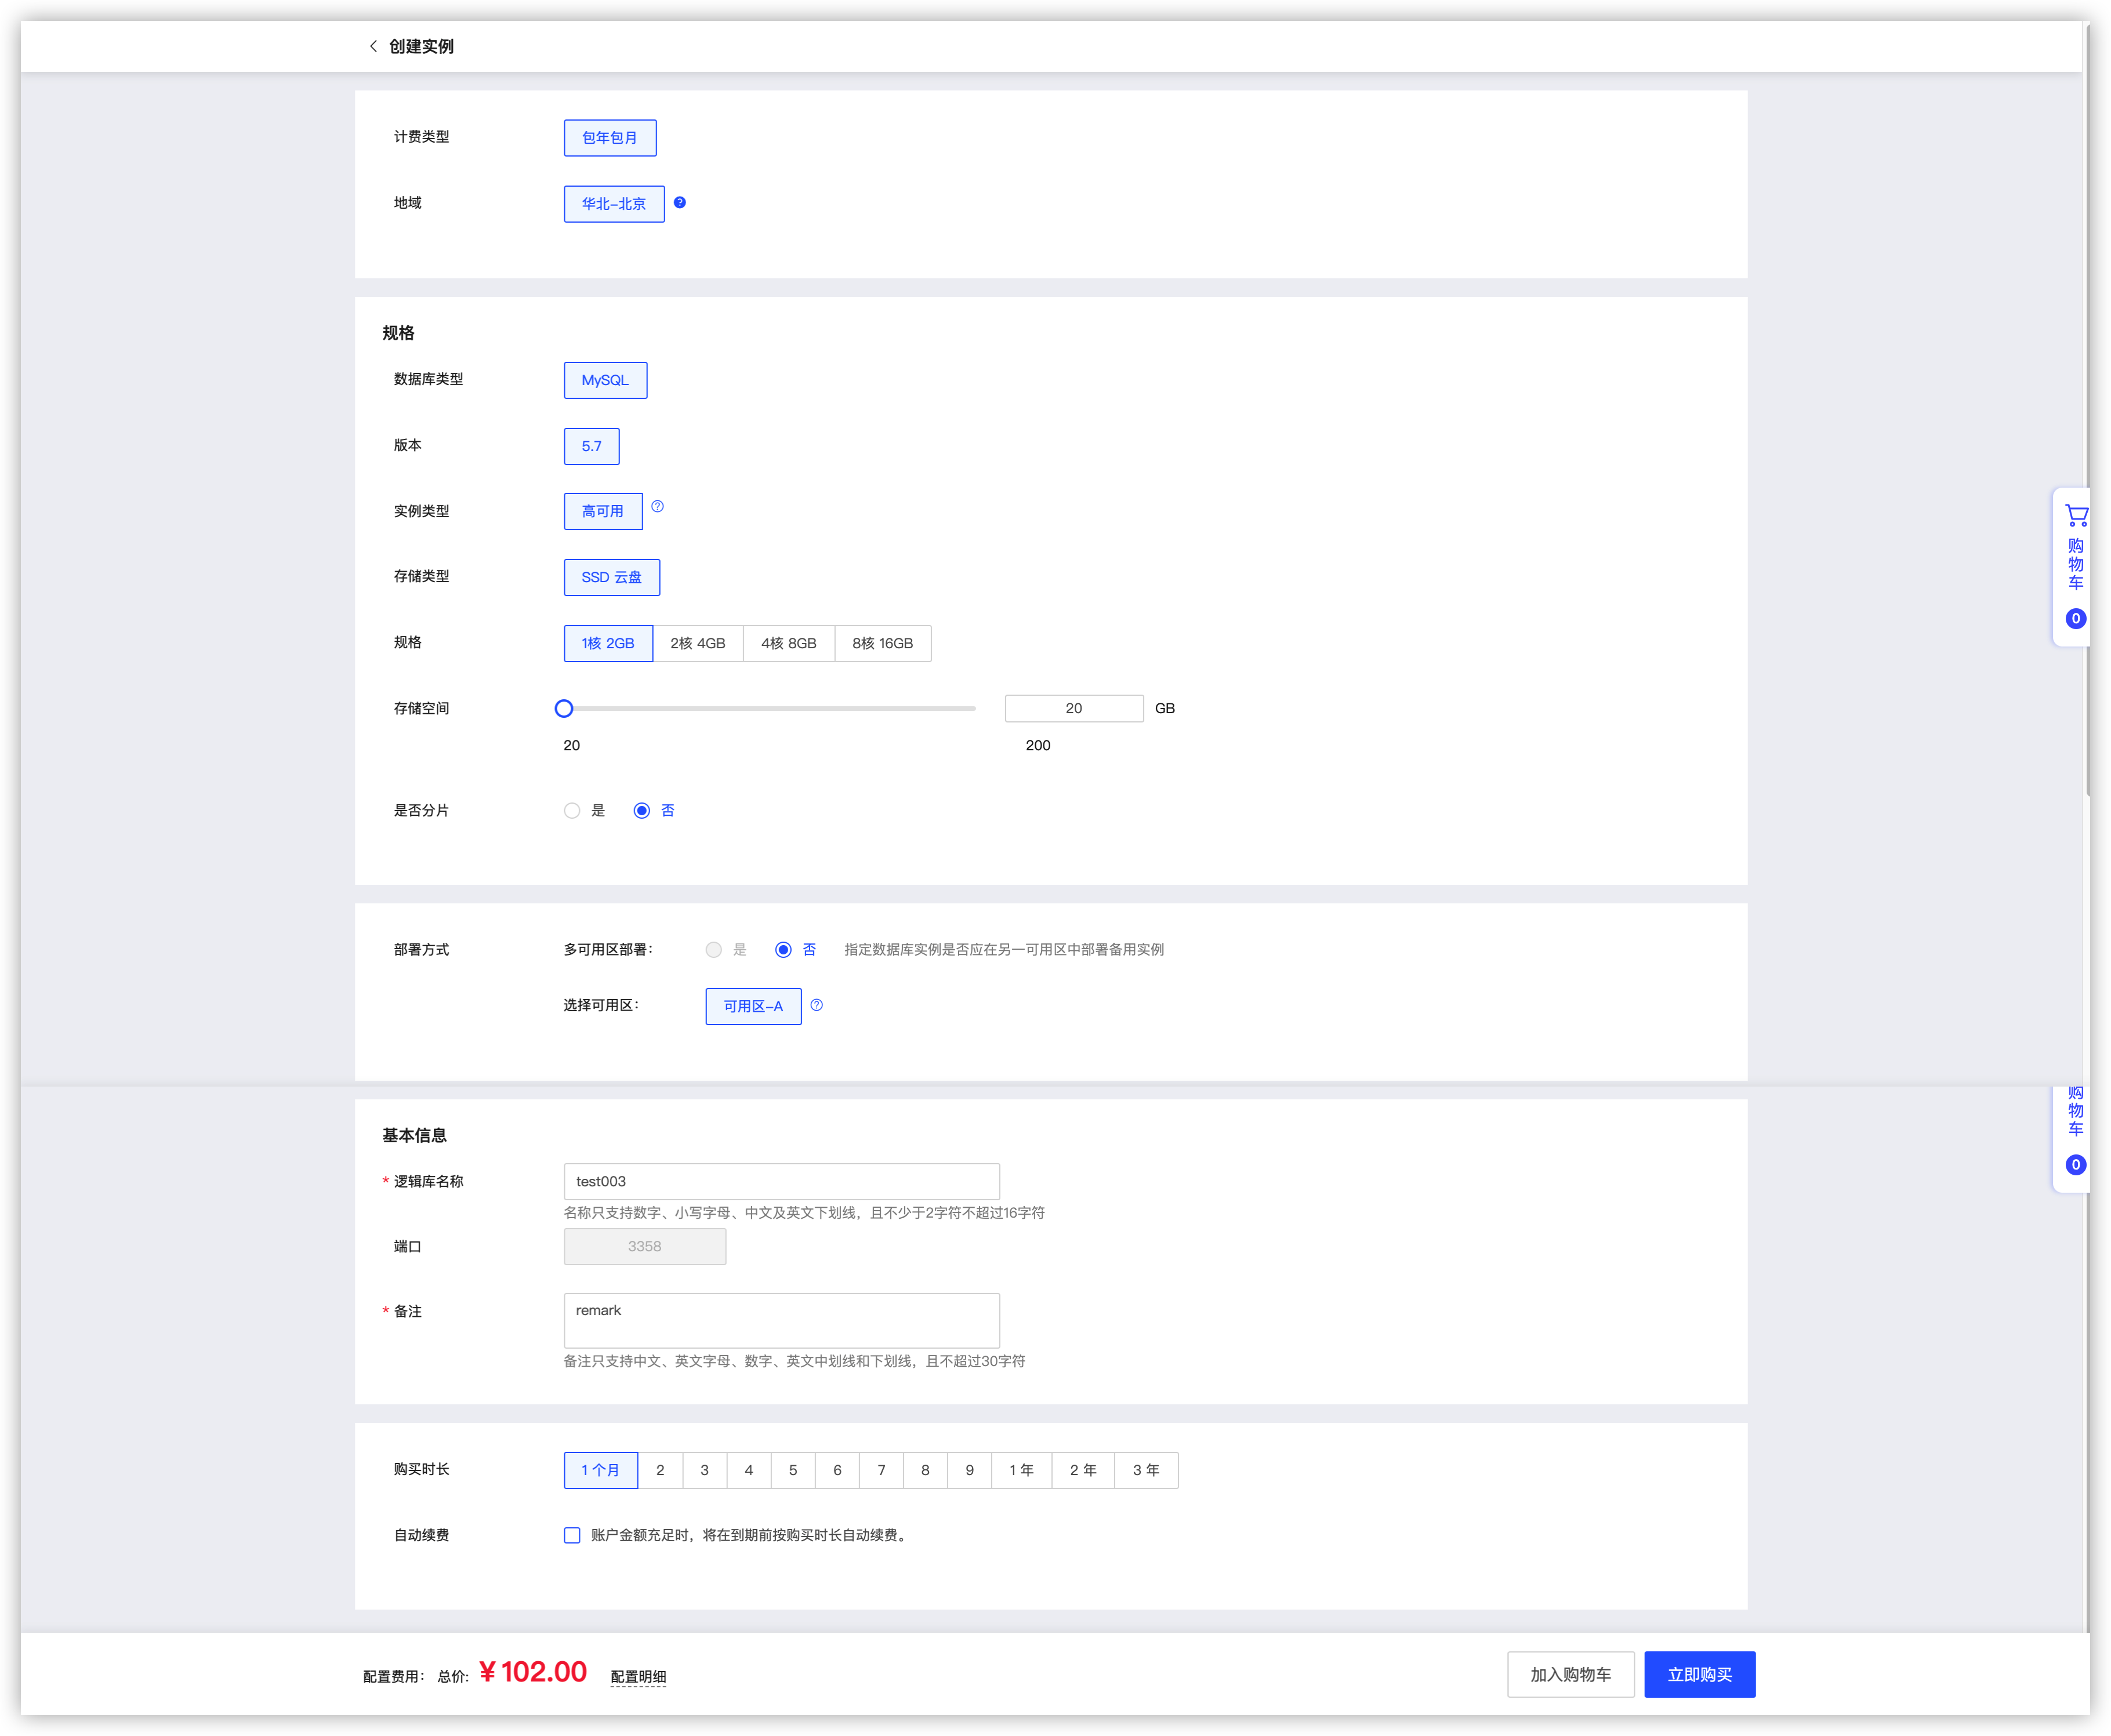 创建实例
计费类型 包年包月
地域 华北-北京 ?
规格
数据库类型 MySQL
版本 5.7
实例类型 高可用 ?
存储类型 SSD 云盘
规格 1核 2GB 2核 4GB 4核 8GB 8核 16GB
存储空间 20 GB
20 200
是否分片 是 否
购物车 0
部署方式 多可用区部署: 是 否 指定数据库实例是否应在另一可用区中部署备用实例
选择可用区: 可用区-A ?
购物车 0
基本信息
* 逻辑库名称 test003
名称只支持数字、小写字母、中文及英文下划线，且不少于2字符不超过16字符
端口 3358
* 备注 remark
备注只支持中文、英文字母、数字、英文中划线和下划线，且不超过30字符
购买时长 1 个月 2 3 4 5 6 7 8 9 1 年 2 年 3 年
自动续费 账户金额充足时，将在到期前按购买时长自动续费。
配置费用: 总价: ¥102.00 配置明细 加入购物车 立即购买